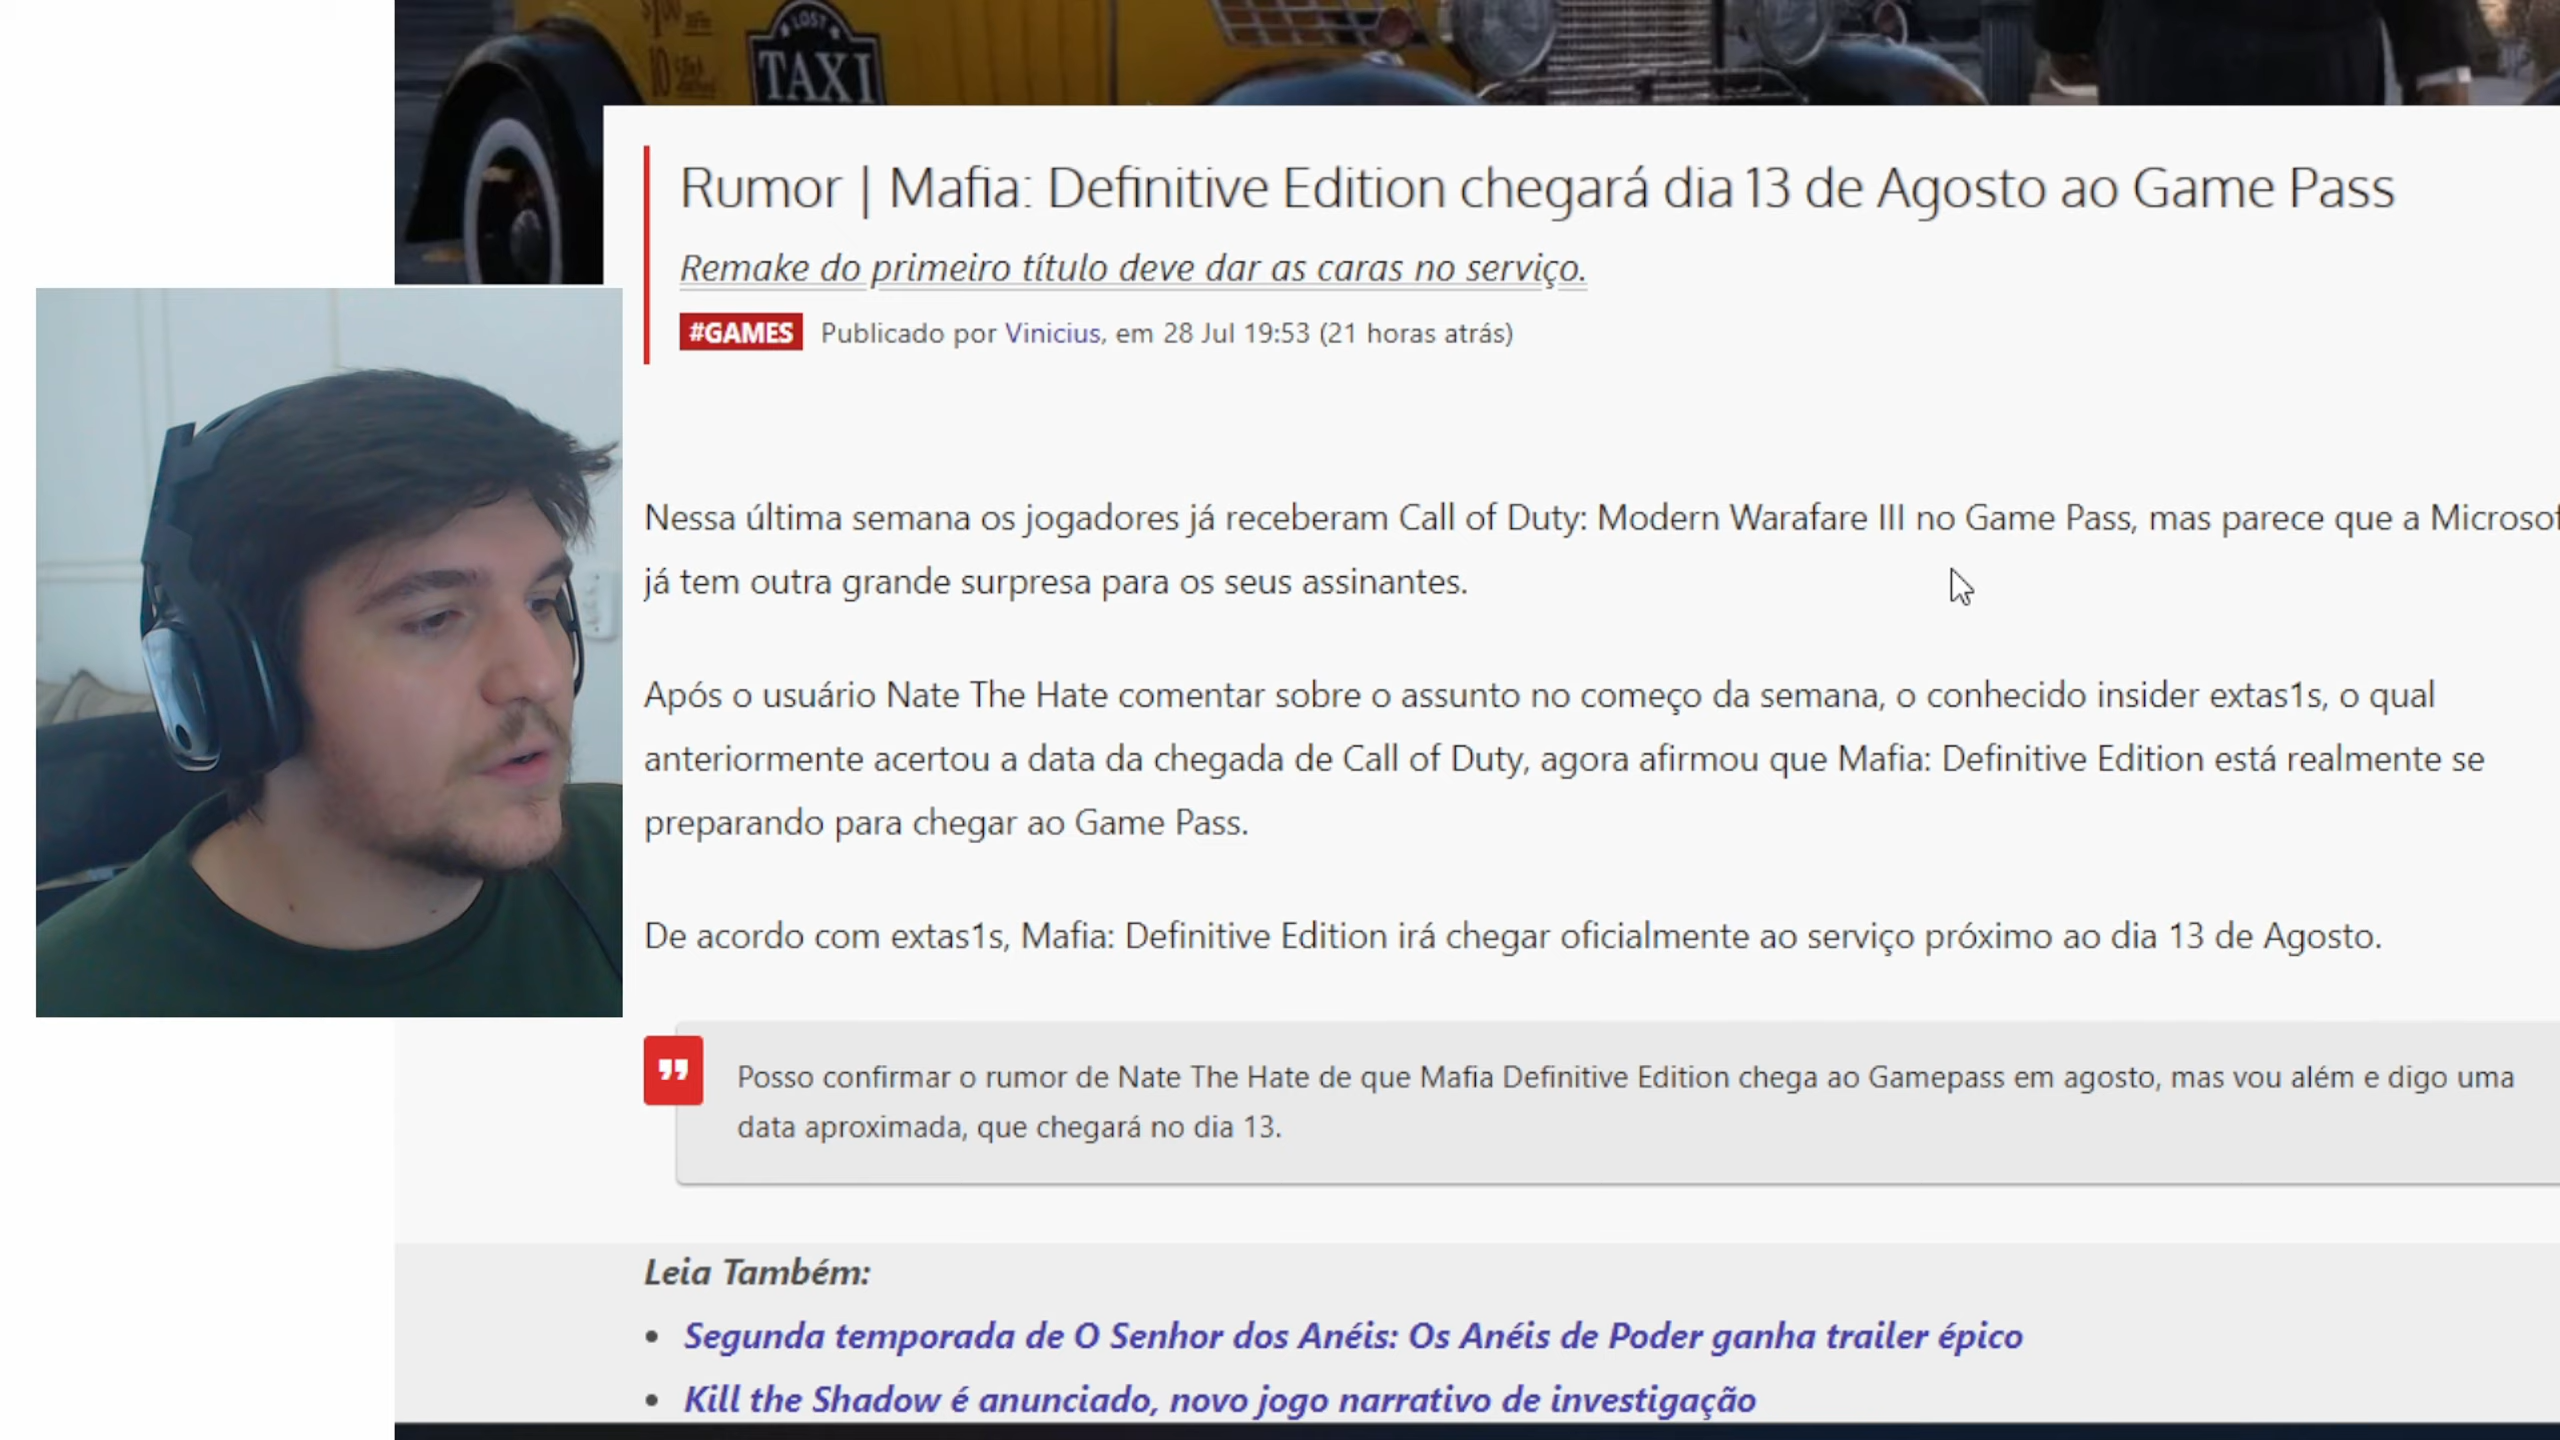 LOST
TAXI
Rumor | Mafia: Definitive Edition chegará dia 13 de Agosto ao Game Pass
Remake do primeiro título deve dar as caras no serviço.
#GAMES Publicado por Vinicius, em 28 Jul 19:53 (21 horas atrás)
Nessa última semana os jogadores já receberam Call of Duty: Modern Warafare III no Game Pass, mas parece que a Microsof
já tem outra grande surpresa para os seus assinantes.
Após o usuário Nate The Hate comentar sobre o assunto no começo da semana, o conhecido insider extas1s, o qual
anteriormente acertou a data da chegada de Call of Duty, agora afirmou que Mafia: Definitive Edition está realmente se
preparando para chegar ao Game Pass.
De acordo com extas1s, Mafia: Definitive Edition irá chegar oficialmente ao serviço próximo ao dia 13 de Agosto.
Posso confirmar o rumor de Nate The Hate de que Mafia Definitive Edition chega ao Gamepass em agosto, mas vou além e digo uma
data aproximada, que chegará no dia 13.
Leia Também:
• Segunda temporada de O Senhor dos Anéis: Os Anéis de Poder ganha trailer épico
• Kill the Shadow é anunciado, novo jogo narrativo de investigação